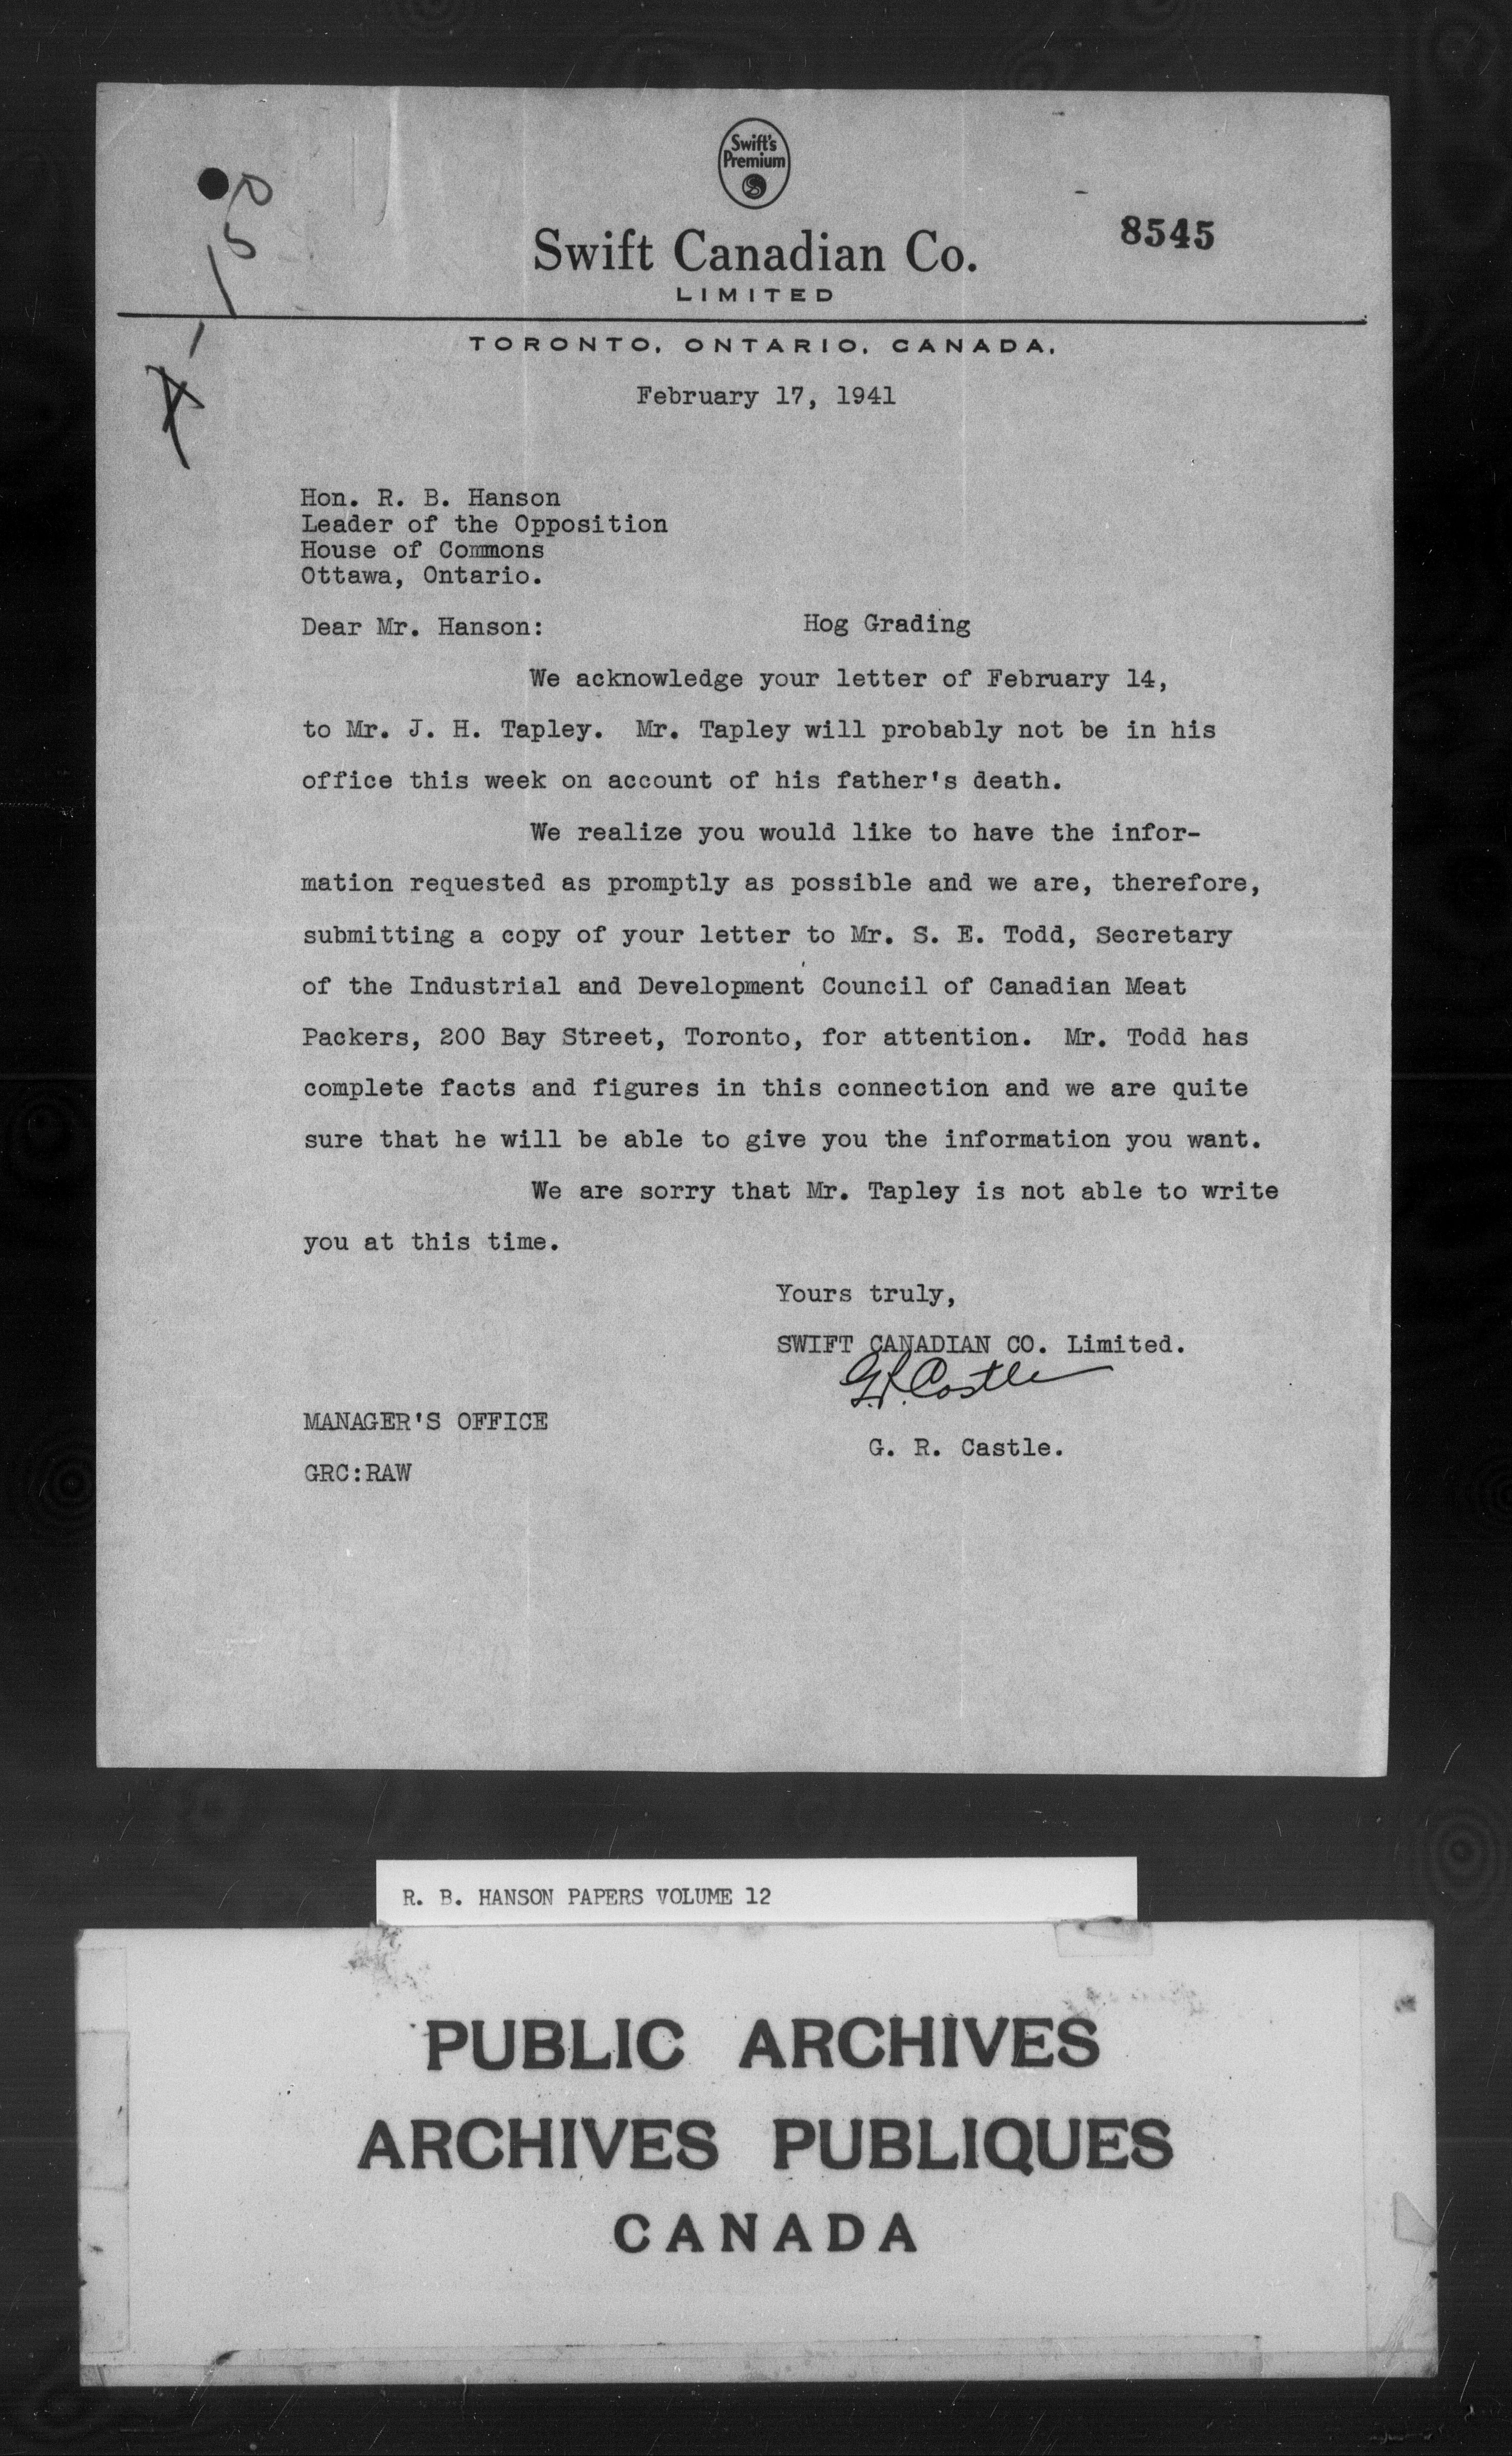 Swift's
Premium
Swift Canadian Co.
8545
LIMITED
TORONTO, ONTARIO, CANADA.
February 17, 1941
Hon. R. B. Hanson
Leader of the Opposition
House of Commons
Ottawa, Ontario.
Dear Mr. Hanson: Hog Grading
We acknowledge your letter of February 14,
to Mr. J. H. Tapley. Mr. Tapley will probably not be in his
office this week on account of his father's death.
We realize you would like to have the infor-
mation requested as promptly as possible and we are, therefore,
submitting a copy of your letter to Mr. S. E. Todd, Secretary
of the Industrial and Development Council of Canadian Meat
Packers, 200 Bay Street, Toronto, for attention. Mr. Todd has
complete facts and figures in this connection and we are quite
sure that he will be able to give you the information you want.
We are sorry that Mr. Tapley is not able to write
you at this time.
Yours truly,
SWIFT CANADIAN CO. Limited.
G.R. Castle
MANAGER'S OFFICE
G. R. Castle.
GRC:RAW
R. B. HANSON PAPERS VOLUME 12
PUBLIC ARCHIVES
ARCHIVES PUBLIQUES
CANADA